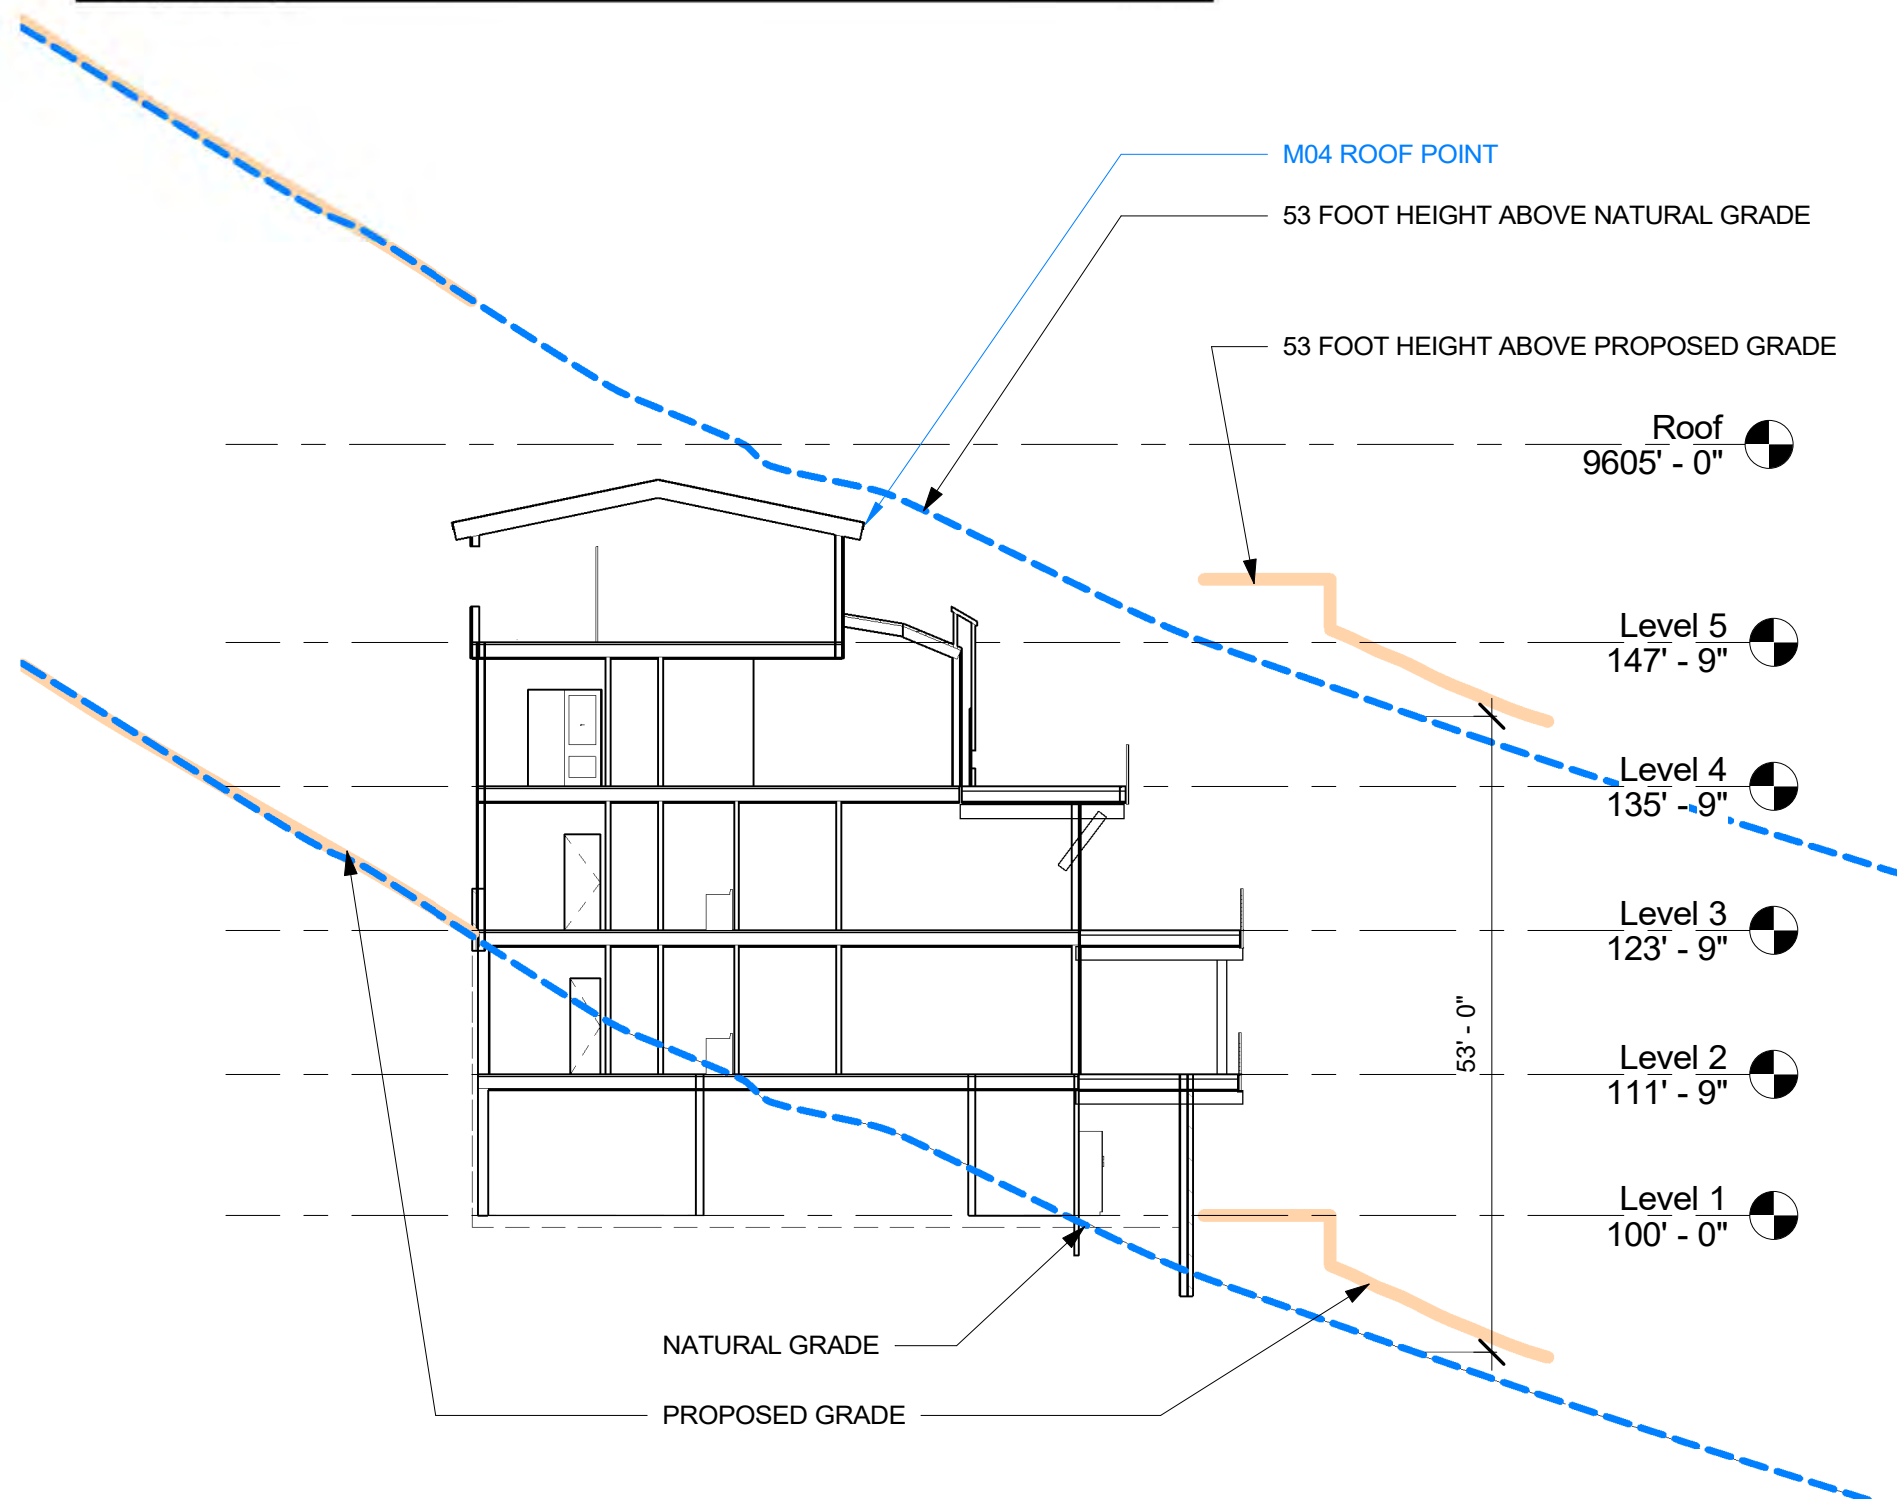 M04 ROOF POINT
53 FOOT HEIGHT ABOVE NATURAL GRADE
53 FOOT HEIGHT ABOVE PROPOSED GRADE
Roof
9605' - 0"
Level 5
147' - 9"
Level 4
135' - 9"
Level 3
123' - 9"
53' - 0"
Level 2
111' - 9"
Level 1
100' - 0"
NATURAL GRADE
PROPOSED GRADE